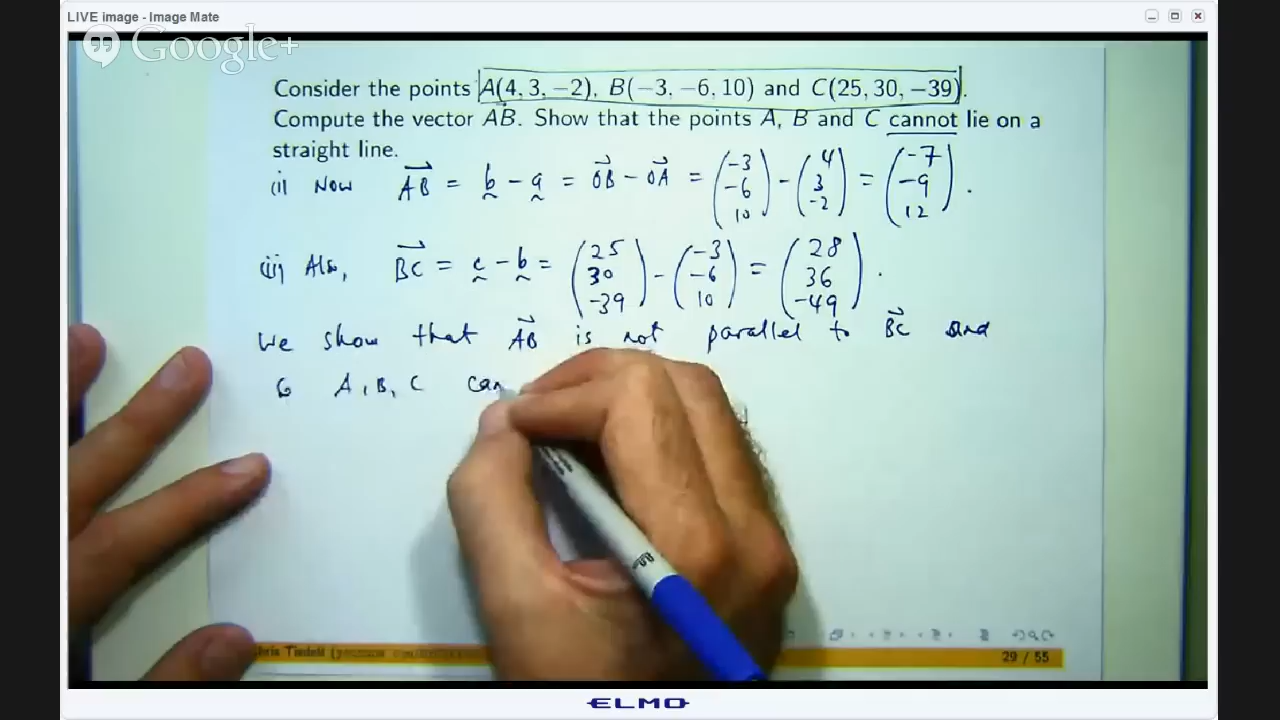 LIVE image - Image Mate
Google+
Consider the points A(4, 3, −2), B(−3, −6, 10) and C(25, 30, −39).
Compute the vector AB. Show that the points A, B and C cannot lie on a
straight line.
(i) Now AB = b - a = OB - OA = (-3 -6 10) - (4 3 -2) = (-7 -9 12).
(ii) Also, BC = c - b = (25 30 -39) - (-3 -6 10) = (28 36 -49).
We show that AB is not parallel to BC and
A, B, C can
29 / 55
ELMO